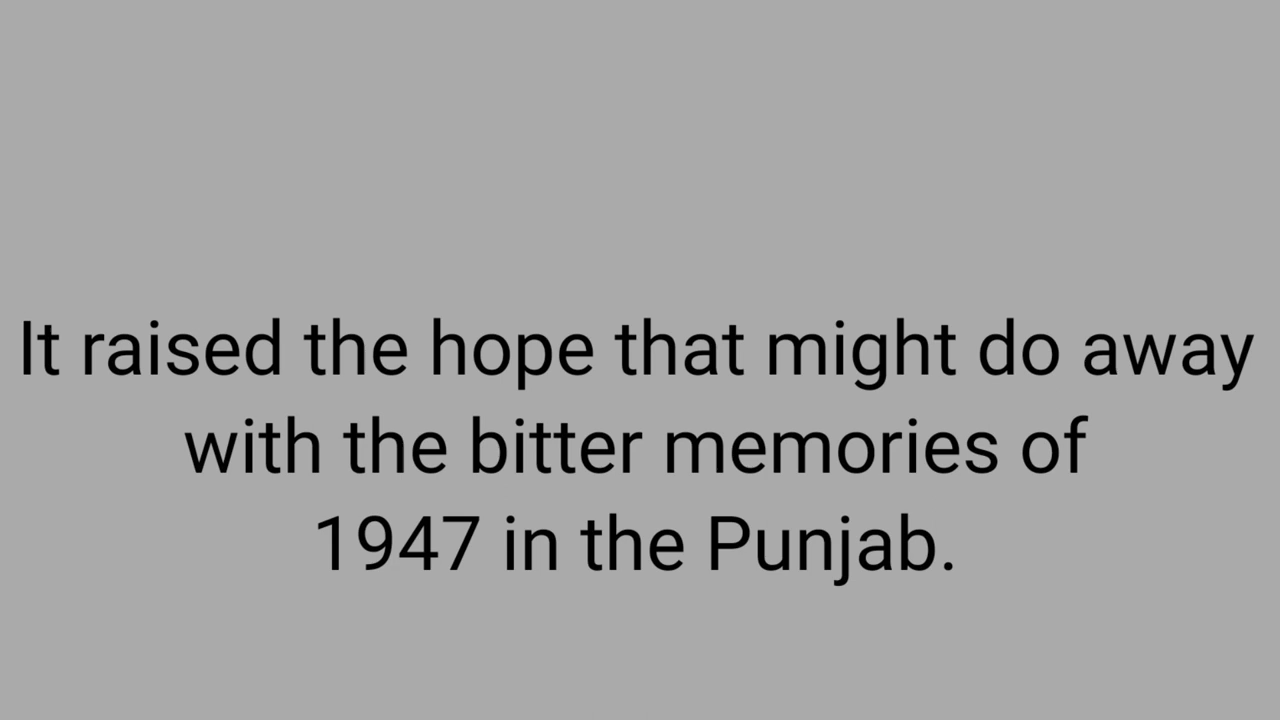 It raised the hope that might do away
with the bitter memories of
1947 in the Punjab.